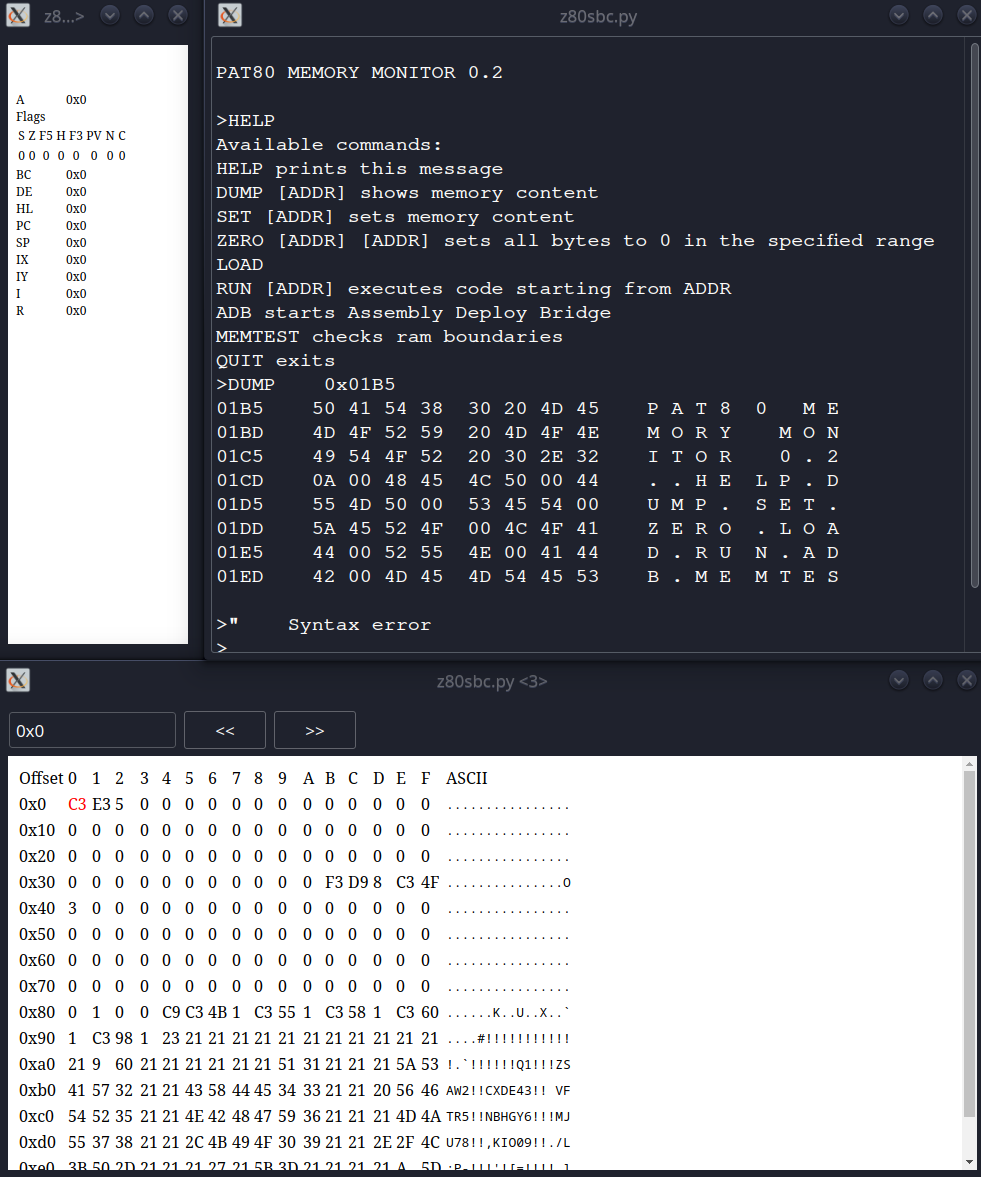 z8...>
A 0x0
Flags
S Z F5 H F3 PV N C
0 0 0 0 0 0 0 0
BC 0x0
DE 0x0
HL 0x0
PC 0x0
SP 0x0
IX 0x0
IY 0x0
I 0x0
R 0x0
z80sbc.py
PAT80 MEMORY MONITOR 0.2
>HELP
Available commands:
HELP prints this message
DUMP [ADDR] shows memory content
SET [ADDR] sets memory content
ZERO [ADDR] [ADDR] sets all bytes to 0 in the specified range
LOAD
RUN [ADDR] executes code starting from ADDR
ADB starts Assembly Deploy Bridge
MEMTEST checks ram boundaries
QUIT exits
>DUMP 0x01B5
01B5 50 41 54 38 30 20 4D 45 P A T 8 0 M E
01BD 4D 4F 52 59 20 4D 4F 4E M O R Y M O N
01C5 49 54 4F 52 20 30 2E 32 I T O R 0 . 2
01CD 0A 00 48 45 4C 50 00 44 . . H E L P . D
01D5 55 4D 50 00 53 45 54 00 U M P . S E T .
01DD 5A 45 52 4F 00 4C 4F 41 Z E R O . L O A
01E5 44 00 52 55 4E 00 41 44 D . R U N . A D
01ED 42 00 4D 45 4D 54 45 53 B . M E M T E S
>" Syntax error
>
z80sbc.py <3>
0x0 << >>
Offset 0 1 2 3 4 5 6 7 8 9 A B C D E F ASCII
0x0 C3 E3 5 0 0 0 0 0 0 0 0 0 0 0 0 0 ................
0x10 0 0 0 0 0 0 0 0 0 0 0 0 0 0 0 0 ................
0x20 0 0 0 0 0 0 0 0 0 0 0 0 0 0 0 0 ................
0x30 0 0 0 0 0 0 0 0 0 0 0 F3 D9 8 C3 4F ...............O
0x40 3 0 0 0 0 0 0 0 0 0 0 0 0 0 0 0 ................
0x50 0 0 0 0 0 0 0 0 0 0 0 0 0 0 0 0 ................
0x60 0 0 0 0 0 0 0 0 0 0 0 0 0 0 0 0 ................
0x70 0 0 0 0 0 0 0 0 0 0 0 0 0 0 0 0 ................
0x80 0 1 0 0 C9 C3 4B 1 C3 55 1 C3 58 1 C3 60 ......K..U..X..`
0x90 1 C3 98 1 23 21 21 21 21 21 21 21 21 21 21 21 ....#!!!!!!!!!!!
0xa0 21 9 60 21 21 21 21 21 21 51 31 21 21 21 5A 53 !.`!!!!!!Q1!!!ZS
0xb0 41 57 32 21 21 43 58 44 45 34 33 21 21 20 56 46 AW2!!CXDE43!! VF
0xc0 54 52 35 21 21 4E 42 48 47 59 36 21 21 21 4D 4A TR5!!NBHGY6!!!MJ
0xd0 55 37 38 21 21 2C 4B 49 4F 30 39 21 21 2E 2F 4C U78!!,KIO09!!./L
0xe0 3B 50 2D 21 21 21 27 21 5B 3D 21 21 21 21 A 5D ;P-!!!'![=!!!!.]